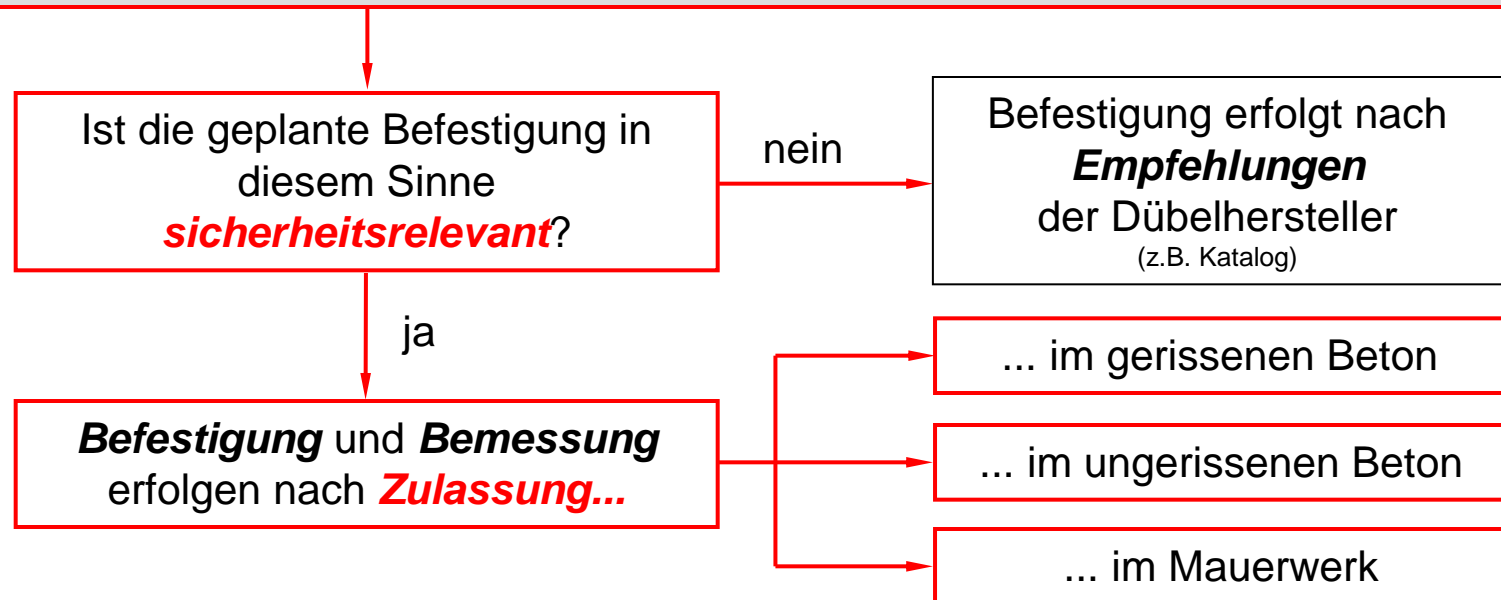 Ist die geplante Befestigung in
diesem Sinne
sicherheitsrelevant?
nein
Befestigung erfolgt nach
Empfehlungen
der Dübelhersteller
(z.B. Katalog)
ja
Befestigung und Bemessung
erfolgen nach Zulassung...
... im gerissenen Beton
... im ungerissenen Beton
... im Mauerwerk